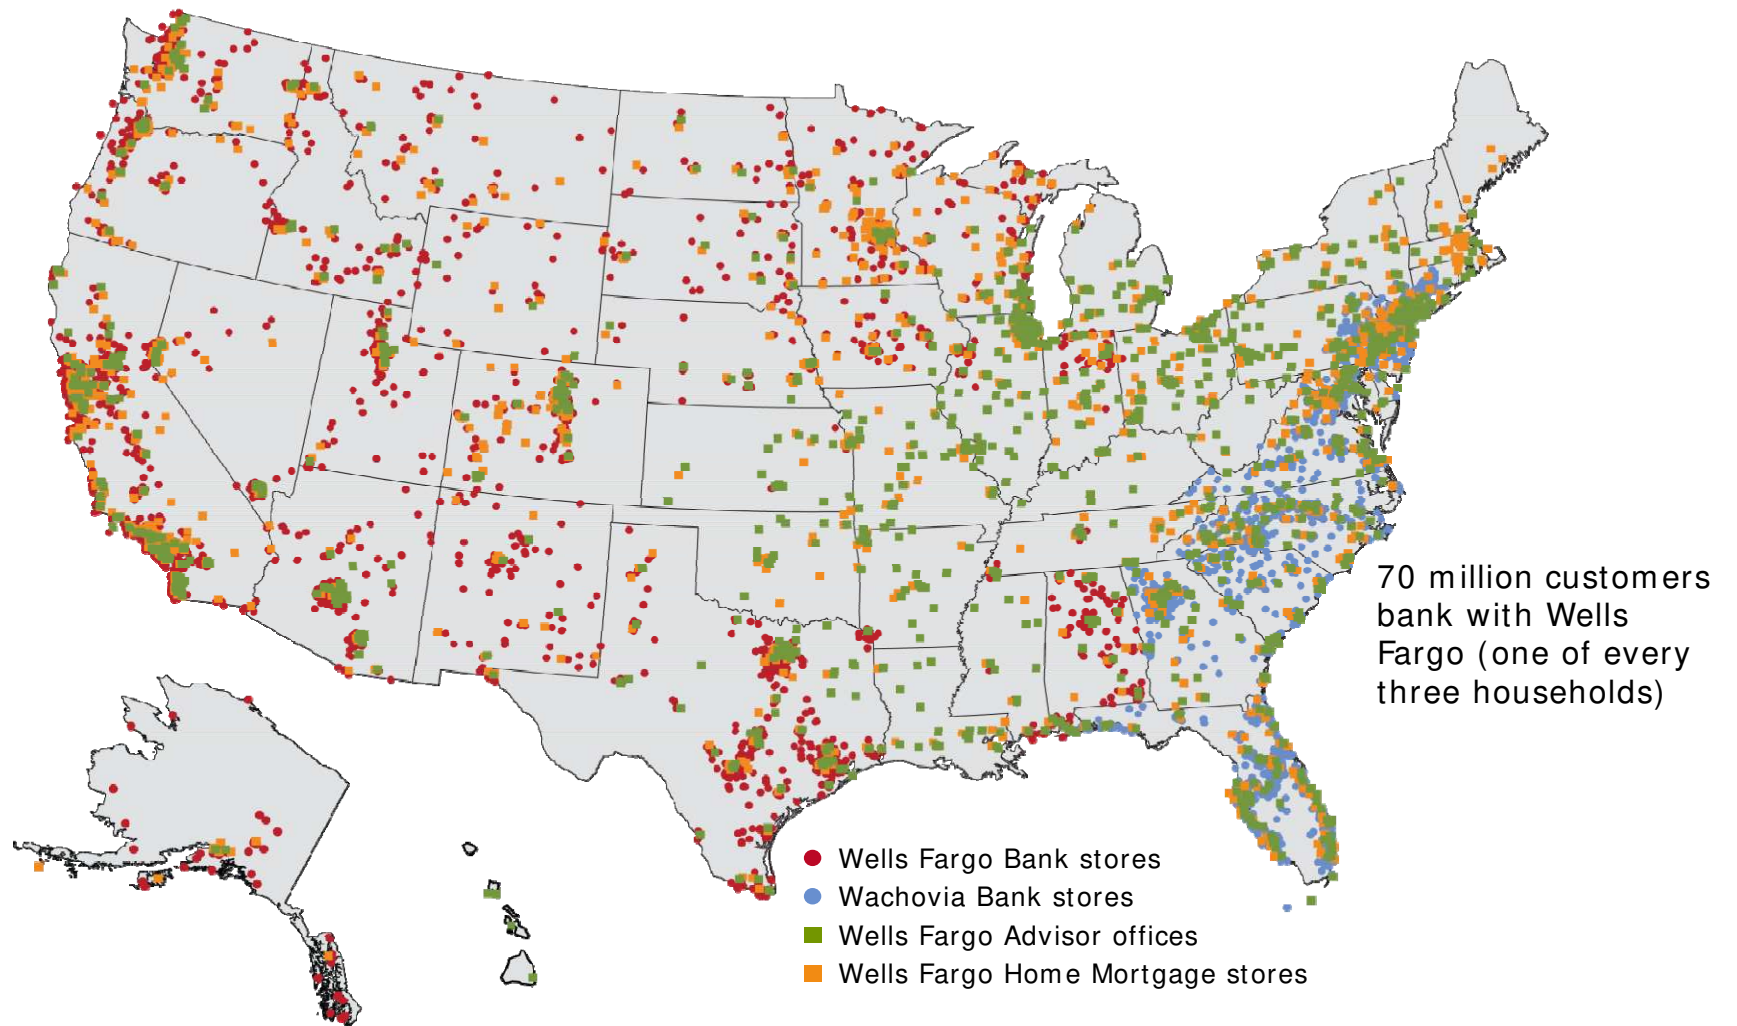 70 million customers
bank with Wells
Fargo (one of every
three households)
Wells Fargo Bank stores
Wachovia Bank stores
Wells Fargo Advisor offices
Wells Fargo Home Mortgage stores